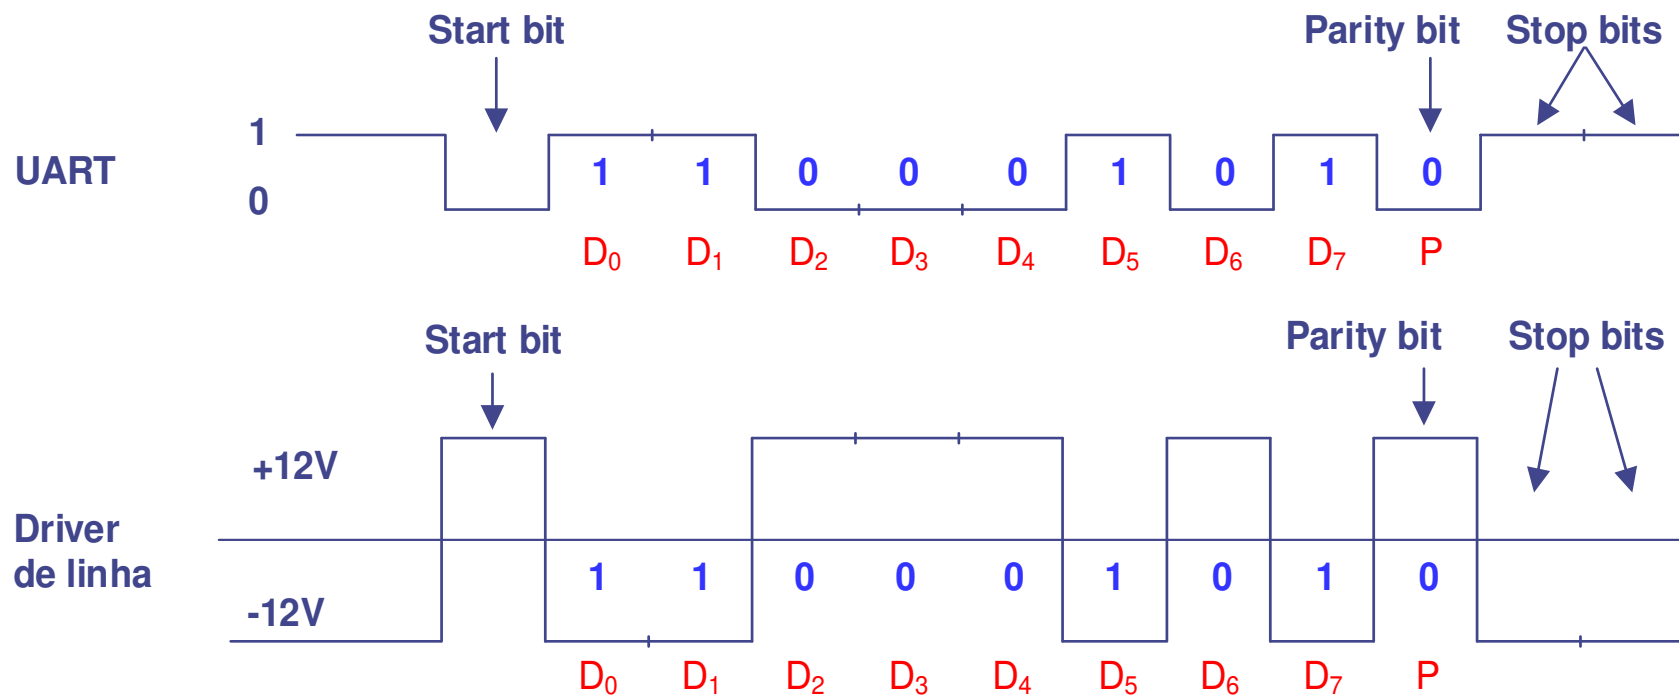 Start bit Parity bit Stop bits
1
UART 1 1 0 0 0 1 0 1 0
0
D₀ D₁ D₂ D₃ D₄ D₅ D₆ D₇ P
Start bit Parity bit Stop bits
+12V
Driver
de linha 1 1 0 0 0 1 0 1 0
-12V
D₀ D₁ D₂ D₃ D₄ D₅ D₆ D₇ P